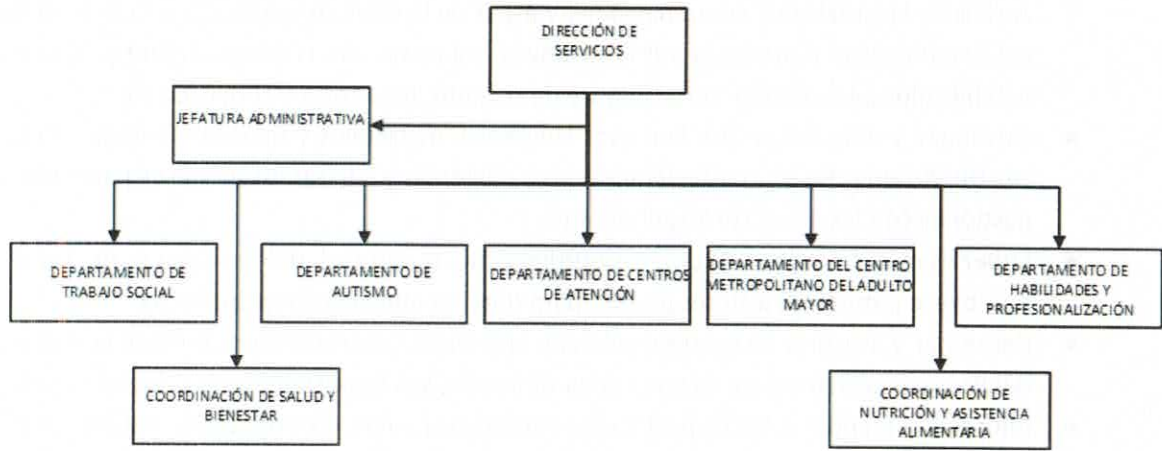 DIRECCIÓN DE
SERVICIOS
JEFATURA ADMINISTRATIVA
DEPARTAMENTO DE
TRABAJO SOCIAL
DEPARTAMENTO DE
AUTISMO
DEPARTAMENTO DE CENTROS
DE ATENCIÓN
DEPARTAMENTO DEL CENTRO
METROPOLITANO DEL ADULTO
MAYOR
DEPARTAMENTO DE
HABILIDADES Y
PROFESIONALIZACIÓN
COORDINACIÓN DE SALUD Y
BIENESTAR
COORDINACIÓN DE
NUTRICIÓN Y ASISTENCIA
ALIMENTARIA